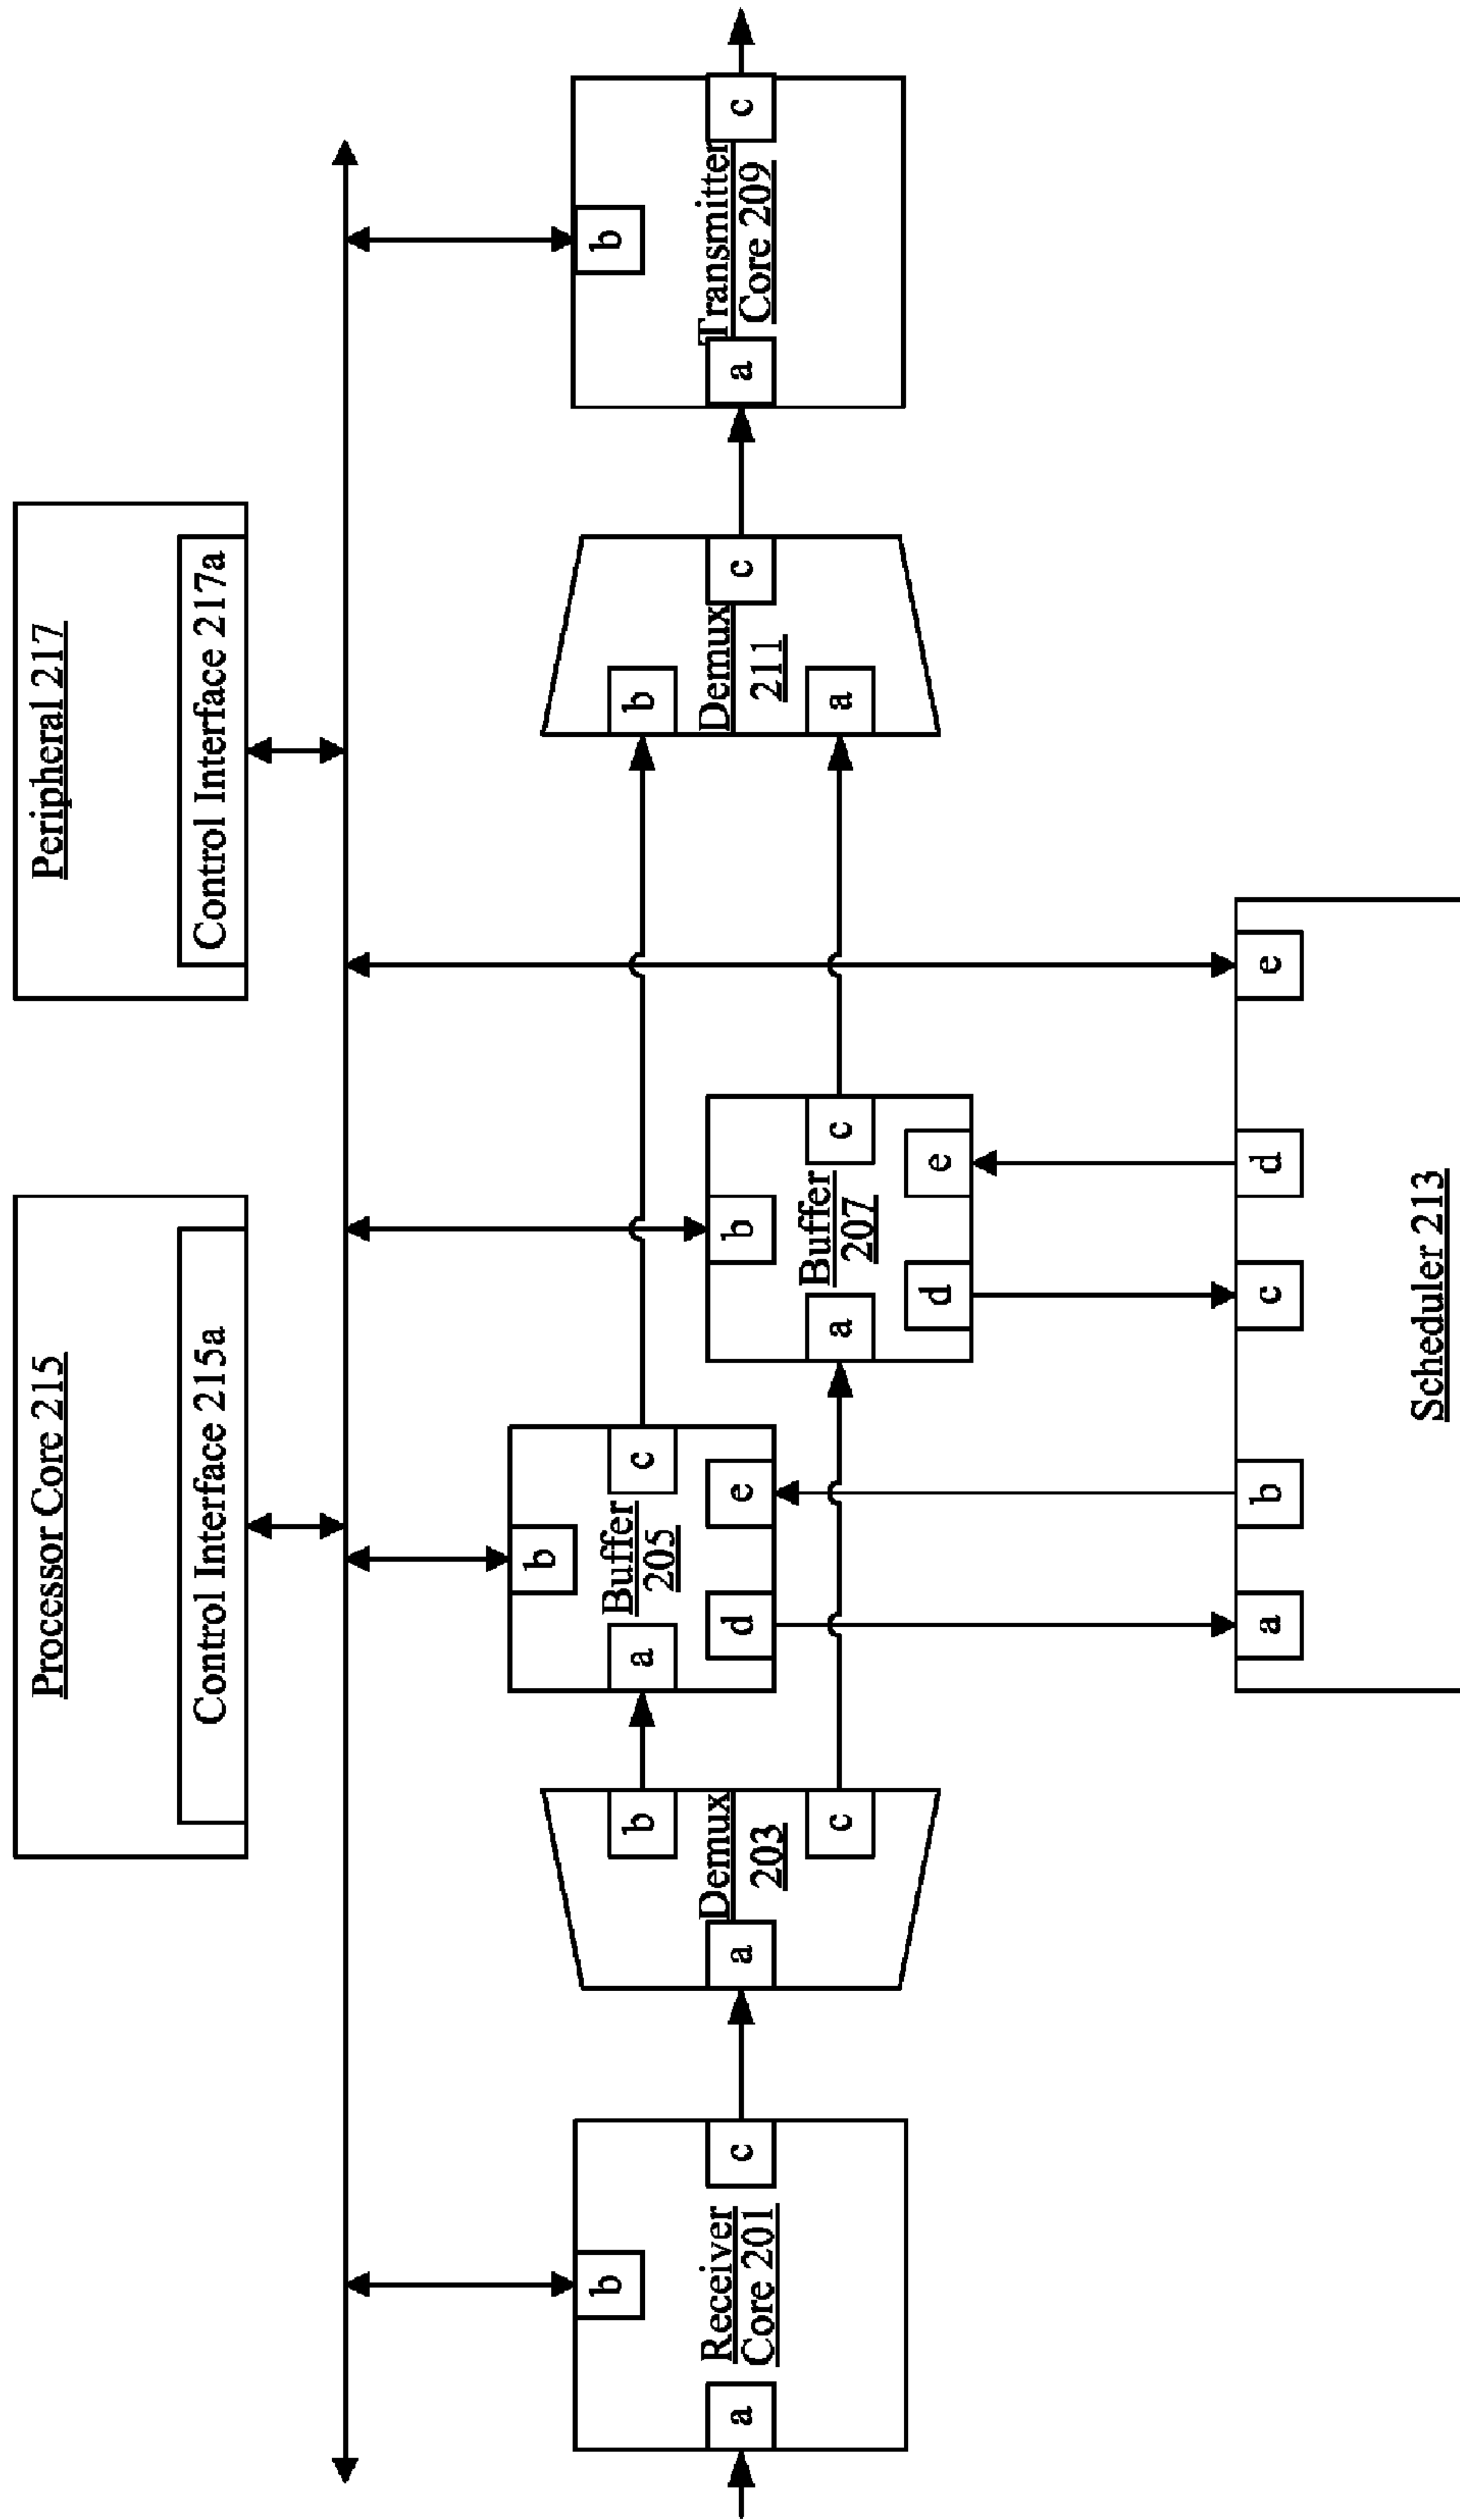 Processor Core 215
Control Interface 215a
Peripheral 217
Control Interface 217a
a
b
c
Receiver
Core 201
a
b
c
Demux
203
a
b
c
d
e
Buffer
205
a
b
c
d
e
Buffer
207
a
b
c
Demux
211
a
b
c
Transmitter
Core 209
a
b
c
d
e
Scheduler 213